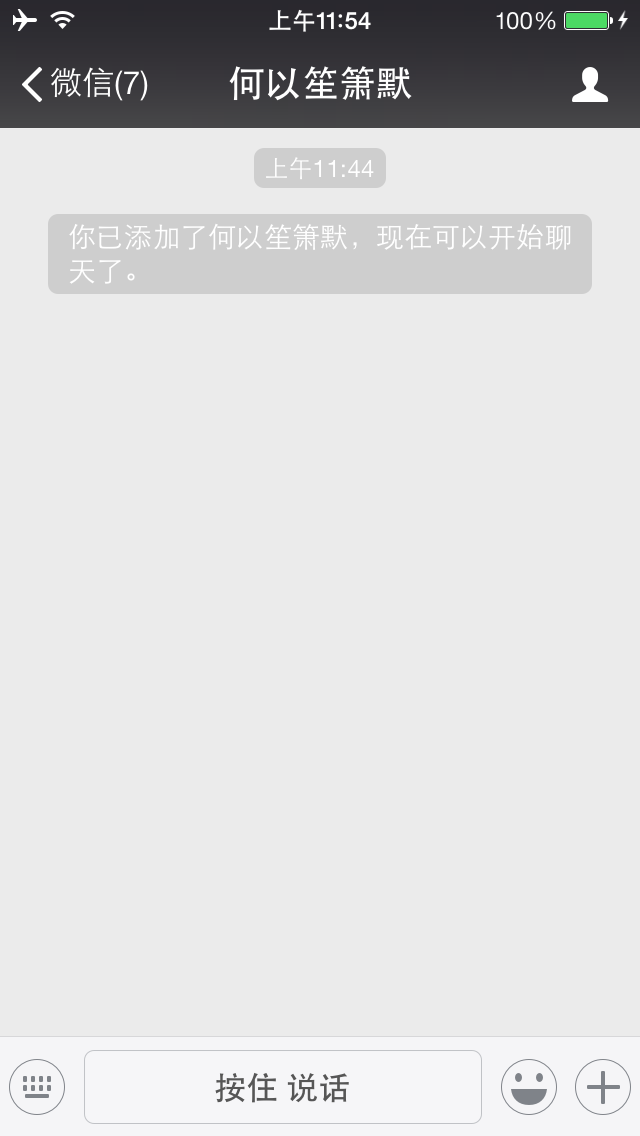 上午11:54
100%
微信(7)
何以笙箫默
上午11:44
你已添加了何以笙箫默，现在可以开始聊
天了。
按住 说话